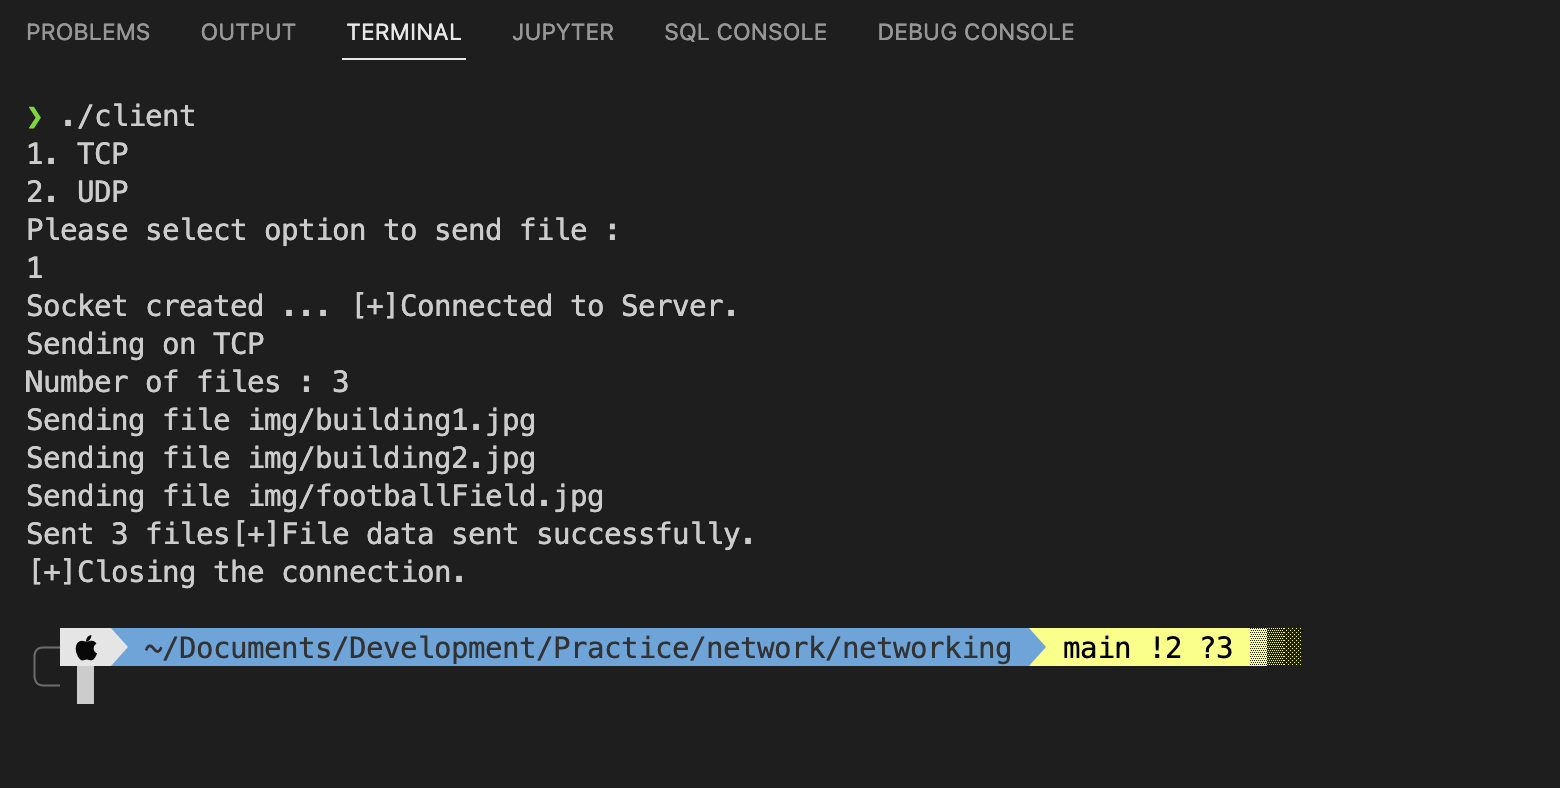 PROBLEMS OUTPUT TERMINAL JUPYTER SQL CONSOLE DEBUG CONSOLE
❯ ./client
1. TCP
2. UDP
Please select option to send file :
1
Socket created ... [+]Connected to Server.
Sending on TCP
Number of files : 3
Sending file img/building1.jpg
Sending file img/building2.jpg
Sending file img/footballField.jpg
Sent 3 files[+]File data sent successfully.
[+]Closing the connection.
~/Documents/Development/Practice/network/networking main !2 ?3